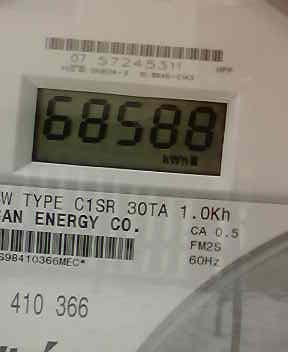 07 57245311
68588
kWh
W TYPE C1SR 30TA 1.0Kh
AN ENERGY CO.
CA 0.5
FM2S
60Hz
S98410366MEC*
410 366